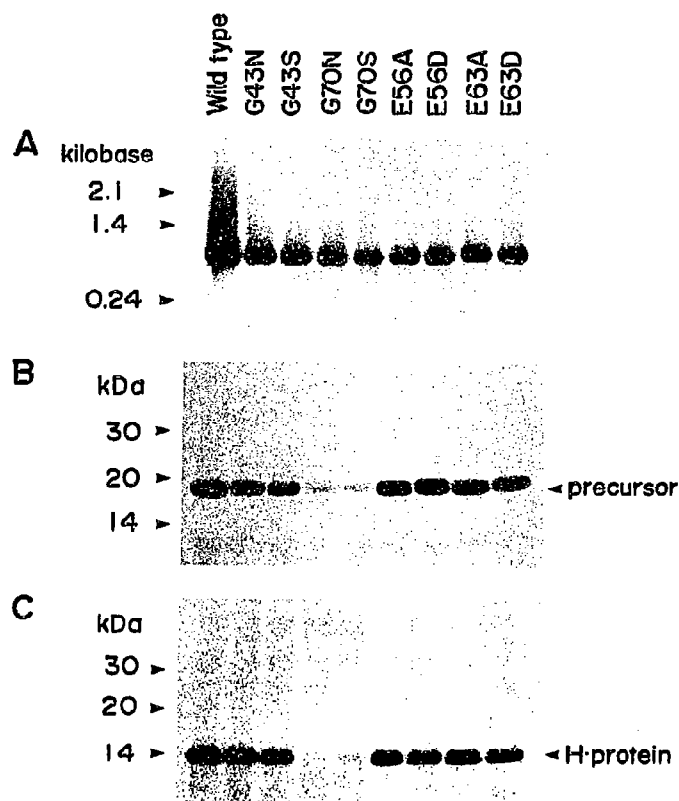 Wild type G43N G43S G70N G70S E56A E56D E63A E63D
A
kilobase
2.1 ►
1.4 ►
0.24 ►
B
kDa
30 ►
20 ►
14 ►
◄ precursor
C
kDa
30 ►
20 ►
14 ►
◄ H-protein